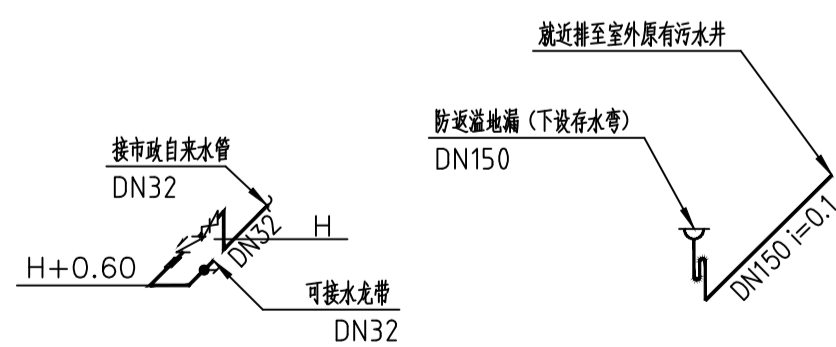 就近排至室外原有污水井
防返溢地漏（下设存水弯）
DN150
接市政自来水管
DN32
DN32
H
H+0.60
可接水龙带
DN32
DN150 i=0.1